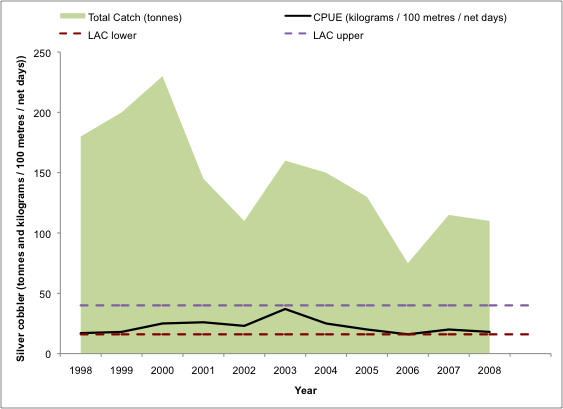 Total Catch (tonnes)
CPUE (kilograms / 100 metres / net days))
LAC lower
LAC upper
Silver cobbler (tonnes and kilograms / 100 metres / net days))
250
200
150
100
50
0
1998 1999 2000 2001 2002 2003 2004 2005 2006 2007 2008
Year